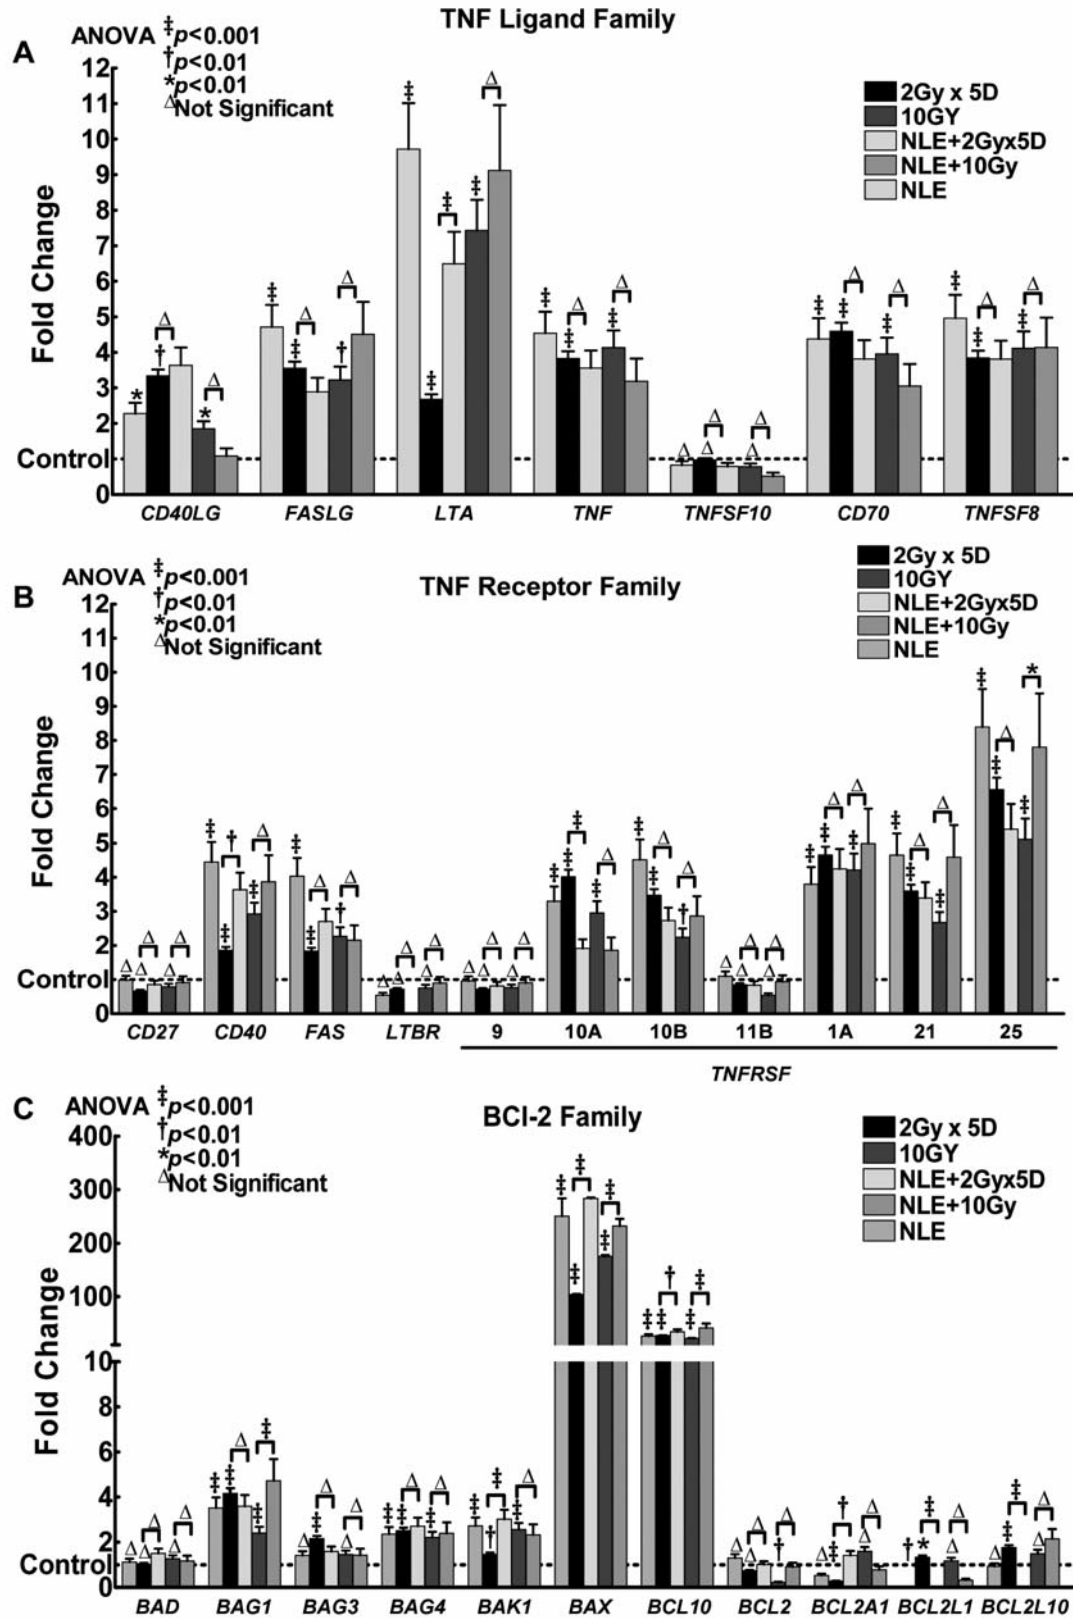 TNF Ligand Family
A
ANOVA ‡p<0.001
†p<0.01
*p<0.01
ΔNot Significant
2Gy x 5D
10GY
NLE+2Gyx5D
NLE+10Gy
NLE
Fold Change
12
11
10
9
8
7
6
5
4
3
2
Control
0
CD40LG FASLG LTA TNF TNFSF10 CD70 TNFSF8
B
TNF Receptor Family
ANOVA ‡p<0.001
†p<0.01
*p<0.01
ΔNot Significant
2Gy x 5D
10GY
NLE+2Gyx5D
NLE+10Gy
NLE
Fold Change
12
11
10
9
8
7
6
5
4
3
2
Control
0
CD27 CD40 FAS LTBR 9 10A 10B 11B 1A 21 25
TNFRSF
C
BCl-2 Family
ANOVA ‡p<0.001
†p<0.01
*p<0.01
ΔNot Significant
2Gy x 5D
10GY
NLE+2Gyx5D
NLE+10Gy
NLE
Fold Change
400
300
200
100
10
8
6
4
2
Control
0
BAD BAG1 BAG3 BAG4 BAK1 BAX BCL10 BCL2 BCL2A1 BCL2L1 BCL2L10